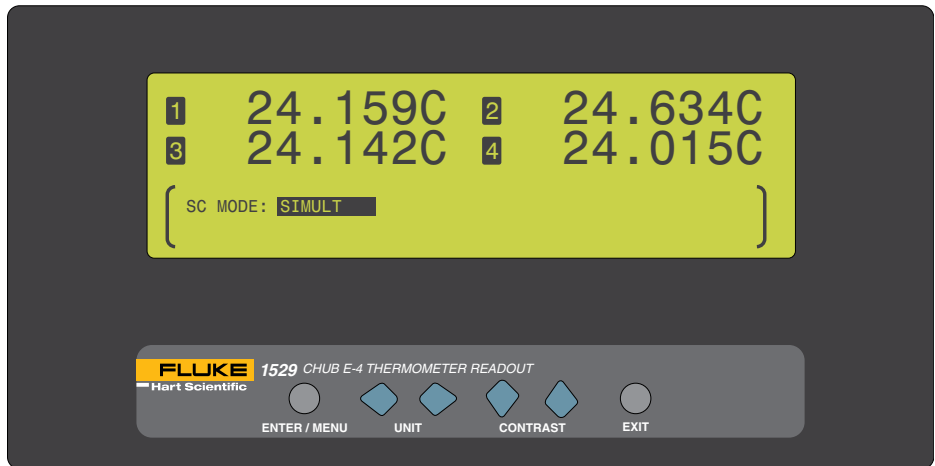 1 24.159C 2 24.634C
3 24.142C 4 24.015C
SC MODE: SIMULT
FLUKE
Hart Scientific
1529 CHUB E-4 THERMOMETER READOUT
ENTER / MENU UNIT CONTRAST EXIT